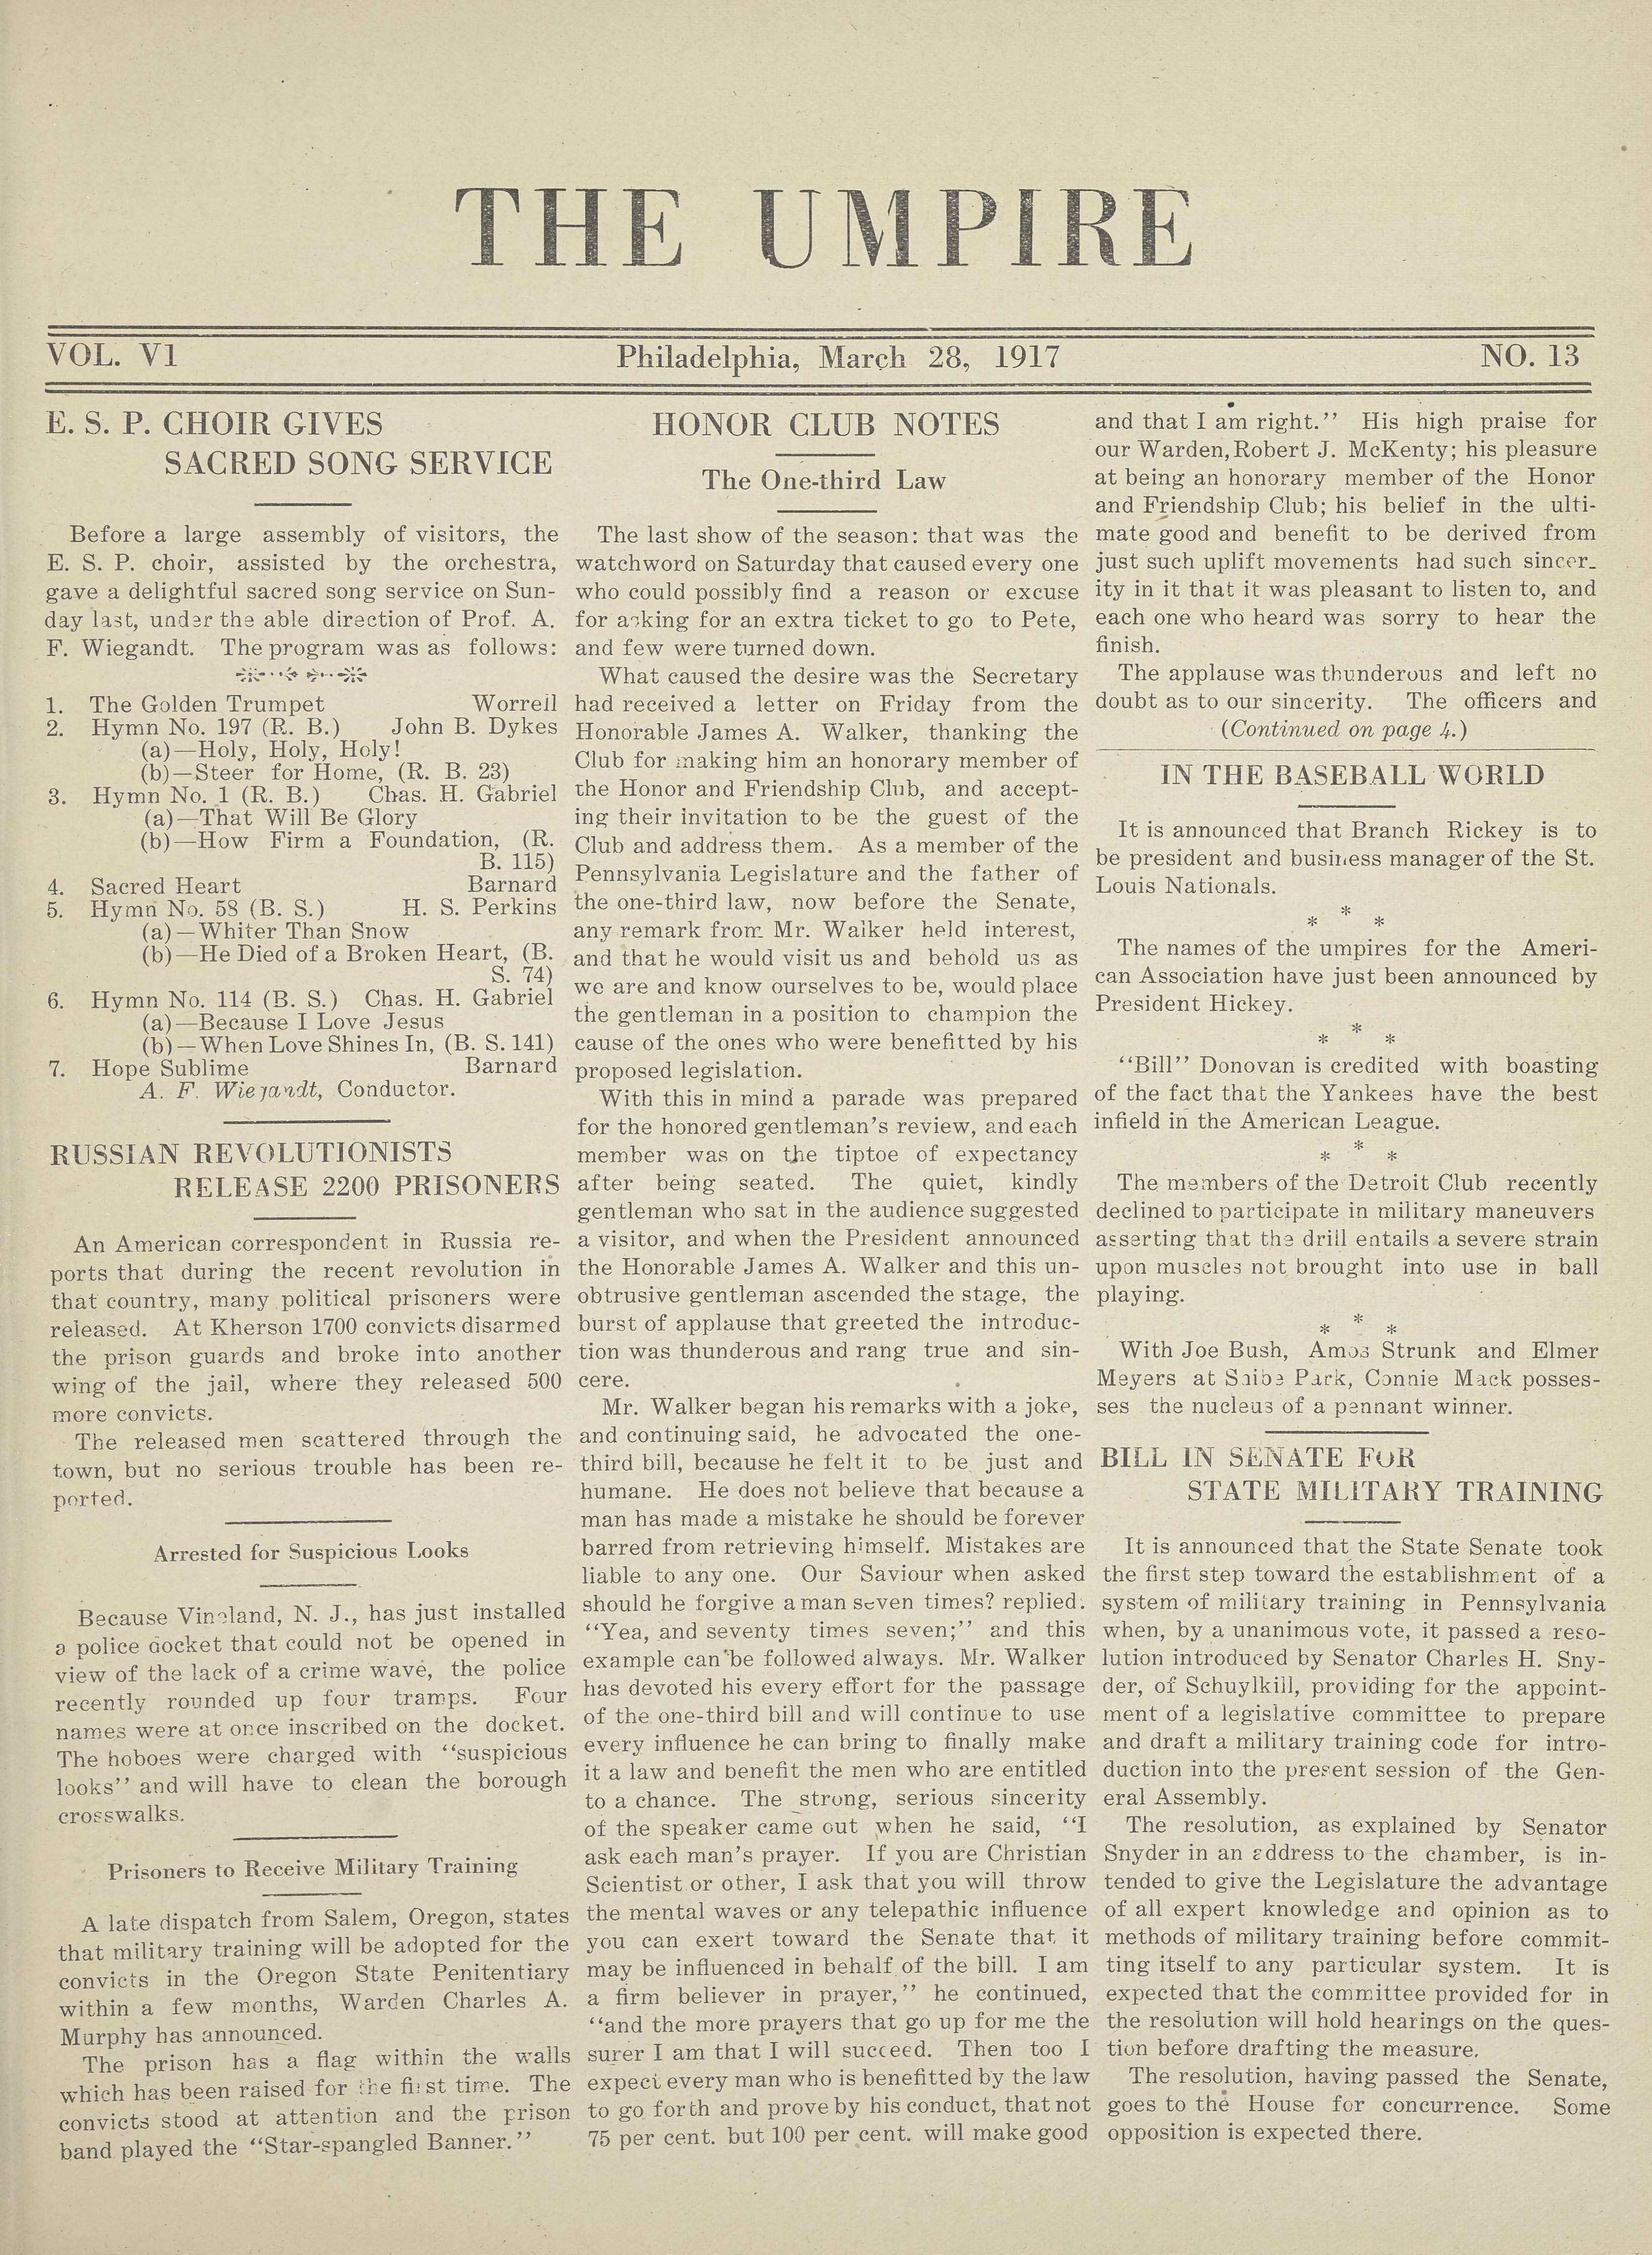 THE UMPIRE
VOL. V1 Philadelphia, March 28, 1917 NO. 13
E. S. P. CHOIR GIVES
SACRED SONG SERVICE
Before a large assembly of visitors, the
E. S. P. choir, assisted by the orchestra,
gave a delightful sacred song service on Sun-
day last, under the able direction of Prof. A.
F. Wiegandt. The program was as follows:
1. The Golden Trumpet Worrell
2. Hymn No. 197 (R. B.) John B. Dykes
(a)—Holy, Holy, Holy!
(b)—Steer for Home, (R. B. 23)
3. Hymn No. 1 (R. B.) Chas. H. Gabriel
(a)—That Will Be Glory
(b)—How Firm a Foundation, (R.
B. 115)
4. Sacred Heart Barnard
5. Hymn No. 58 (B. S.) H. S. Perkins
(a)—Whiter Than Snow
(b)—He Died of a Broken Heart, (B.
S. 74)
6. Hymn No. 114 (B. S.) Chas. H. Gabriel
(a)—Because I Love Jesus
(b)—When Love Shines In, (B. S. 141)
7. Hope Sublime Barnard
A. F. Wiegandt, Conductor.
RUSSIAN REVOLUTIONISTS
RELEASE 2200 PRISONERS
An American correspondent in Russia re-
ports that during the recent revolution in
that country, many political prisoners were
released. At Kherson 1700 convicts disarmed
the prison guards and broke into another
wing of the jail, where they released 500
more convicts.
The released men scattered through the
town, but no serious trouble has been re-
ported.
Arrested for Suspicious Looks
Because Vineland, N. J., has just installed
a police docket that could not be opened in
view of the lack of a crime wave, the police
recently rounded up four tramps. Four
names were at once inscribed on the docket.
The hoboes were charged with "suspicious
looks" and will have to clean the borough
crosswalks.
Prisoners to Receive Military Training
A late dispatch from Salem, Oregon, states
that military training will be adopted for the
convicts in the Oregon State Penitentiary
within a few months, Warden Charles A.
Murphy has announced.
The prison has a flag within the walls
which has been raised for the first time. The
convicts stood at attention and the prison
band played the "Star-spangled Banner."
HONOR CLUB NOTES
The One-third Law
The last show of the season: that was the
watchword on Saturday that caused every one
who could possibly find a reason or excuse
for asking for an extra ticket to go to Pete,
and few were turned down.
What caused the desire was the Secretary
had received a letter on Friday from the
Honorable James A. Walker, thanking the
Club for making him an honorary member of
the Honor and Friendship Club, and accept-
ing their invitation to be the guest of the
Club and address them. As a member of the
Pennsylvania Legislature and the father of
the one-third law, now before the Senate,
any remark from Mr. Walker held interest,
and that he would visit us and behold us as
we are and know ourselves to be, would place
the gentleman in a position to champion the
cause of the ones who were benefitted by his
proposed legislation.
With this in mind a parade was prepared
for the honored gentleman's review, and each
member was on the tiptoe of expectancy
after being seated. The quiet, kindly
gentleman who sat in the audience suggested
a visitor, and when the President announced
the Honorable James A. Walker and this un-
obtrusive gentleman ascended the stage, the
burst of applause that greeted the introduc-
tion was thunderous and rang true and sin-
cere.
Mr. Walker began his remarks with a joke,
and continuing said, he advocated the one-
third bill, because he felt it to be just and
humane. He does not believe that because a
man has made a mistake he should be forever
barred from retrieving himself. Mistakes are
liable to any one. Our Saviour when asked
should he forgive a man seven times? replied.
"Yea, and seventy times seven;" and this
example can be followed always. Mr. Walker
has devoted his every effort for the passage
of the one-third bill and will continue to use
every influence he can bring to finally make
it a law and benefit the men who are entitled
to a chance. The strong, serious sincerity
of the speaker came out when he said, "I
ask each man's prayer. If you are Christian
Scientist or other, I ask that you will throw
the mental waves or any telepathic influence
you can exert toward the Senate that it
may be influenced in behalf of the bill. I am
a firm believer in prayer," he continued,
"and the more prayers that go up for me the
surer I am that I will succeed. Then too I
expect every man who is benefitted by the law
to go forth and prove by his conduct, that not
75 per cent. but 100 per cent. will make good
and that I am right." His high praise for
our Warden, Robert J. McKenty; his pleasure
at being an honorary member of the Honor
and Friendship Club; his belief in the ulti-
mate good and benefit to be derived from
just such uplift movements had such sincer-
ity in it that it was pleasant to listen to, and
each one who heard was sorry to hear the
finish.
The applause was thunderous and left no
doubt as to our sincerity. The officers and
(Continued on page 4.)
IN THE BASEBALL WORLD
It is announced that Branch Rickey is to
be president and business manager of the St.
Louis Nationals.
* * *
The names of the umpires for the Ameri-
can Association have just been announced by
President Hickey.
* * *
"Bill" Donovan is credited with boasting
of the fact that the Yankees have the best
infield in the American League.
* * *
The members of the Detroit Club recently
declined to participate in military maneuvers
asserting that the drill entails a severe strain
upon muscles not brought into use in ball
playing.
* * *
With Joe Bush, Amos Strunk and Elmer
Meyers at Shibe Park, Connie Mack posses-
ses the nucleus of a pennant winner.
BILL IN SENATE FOR
STATE MILITARY TRAINING
It is announced that the State Senate took
the first step toward the establishment of a
system of military training in Pennsylvania
when, by a unanimous vote, it passed a reso-
lution introduced by Senator Charles H. Sny-
der, of Schuylkill, providing for the appoint-
ment of a legislative committee to prepare
and draft a military training code for intro-
duction into the present session of the Gen-
eral Assembly.
The resolution, as explained by Senator
Snyder in an address to the chamber, is in-
tended to give the Legislature the advantage
of all expert knowledge and opinion as to
methods of military training before commit-
ting itself to any particular system. It is
expected that the committee provided for in
the resolution will hold hearings on the ques-
tion before drafting the measure.
The resolution, having passed the Senate,
goes to the House for concurrence. Some
opposition is expected there.